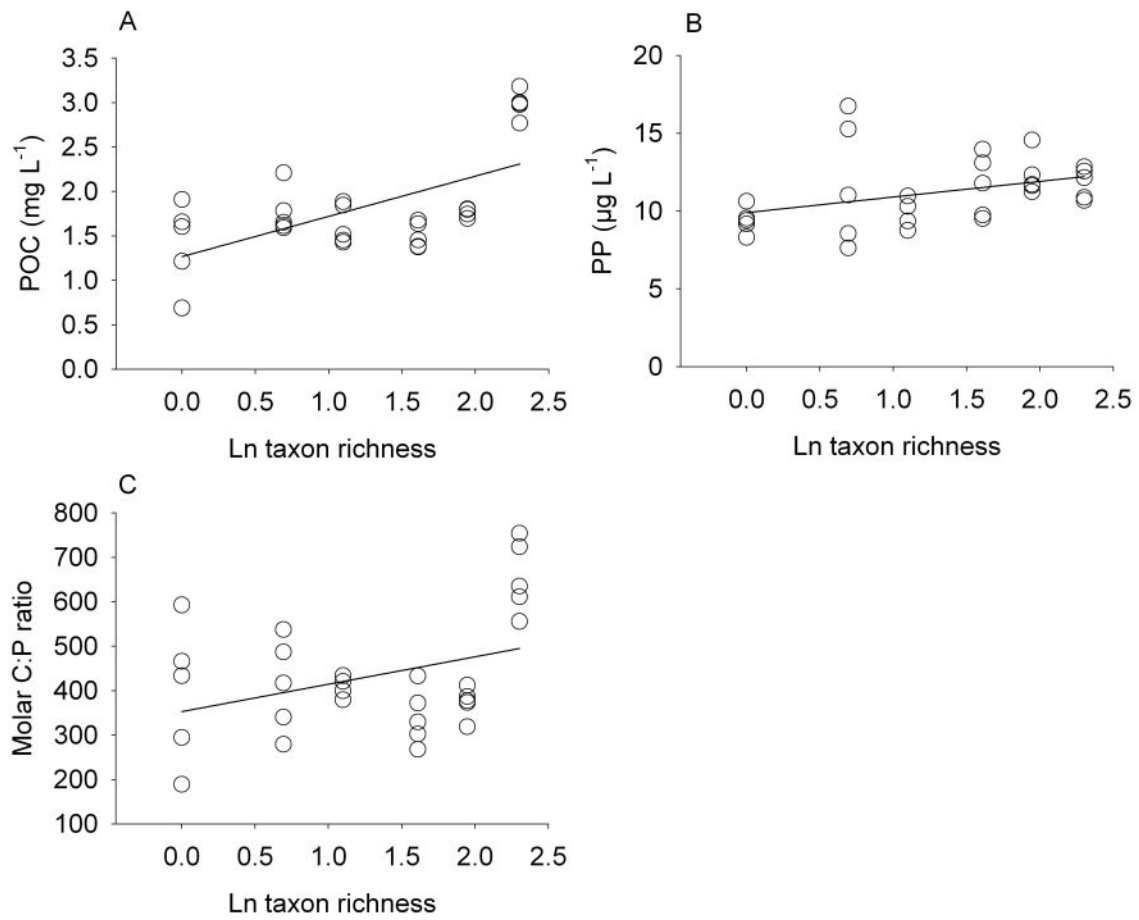 A
POC (mg L⁻¹)
3.5
3.0
2.5
2.0
1.5
1.0
0.5
0.0
0.0 0.5 1.0 1.5 2.0 2.5
Ln taxon richness
B
PP (µg L⁻¹)
20
15
10
5
0
0.0 0.5 1.0 1.5 2.0 2.5
Ln taxon richness
C
Molar C:P ratio
800
700
600
500
400
300
200
100
0.0 0.5 1.0 1.5 2.0 2.5
Ln taxon richness